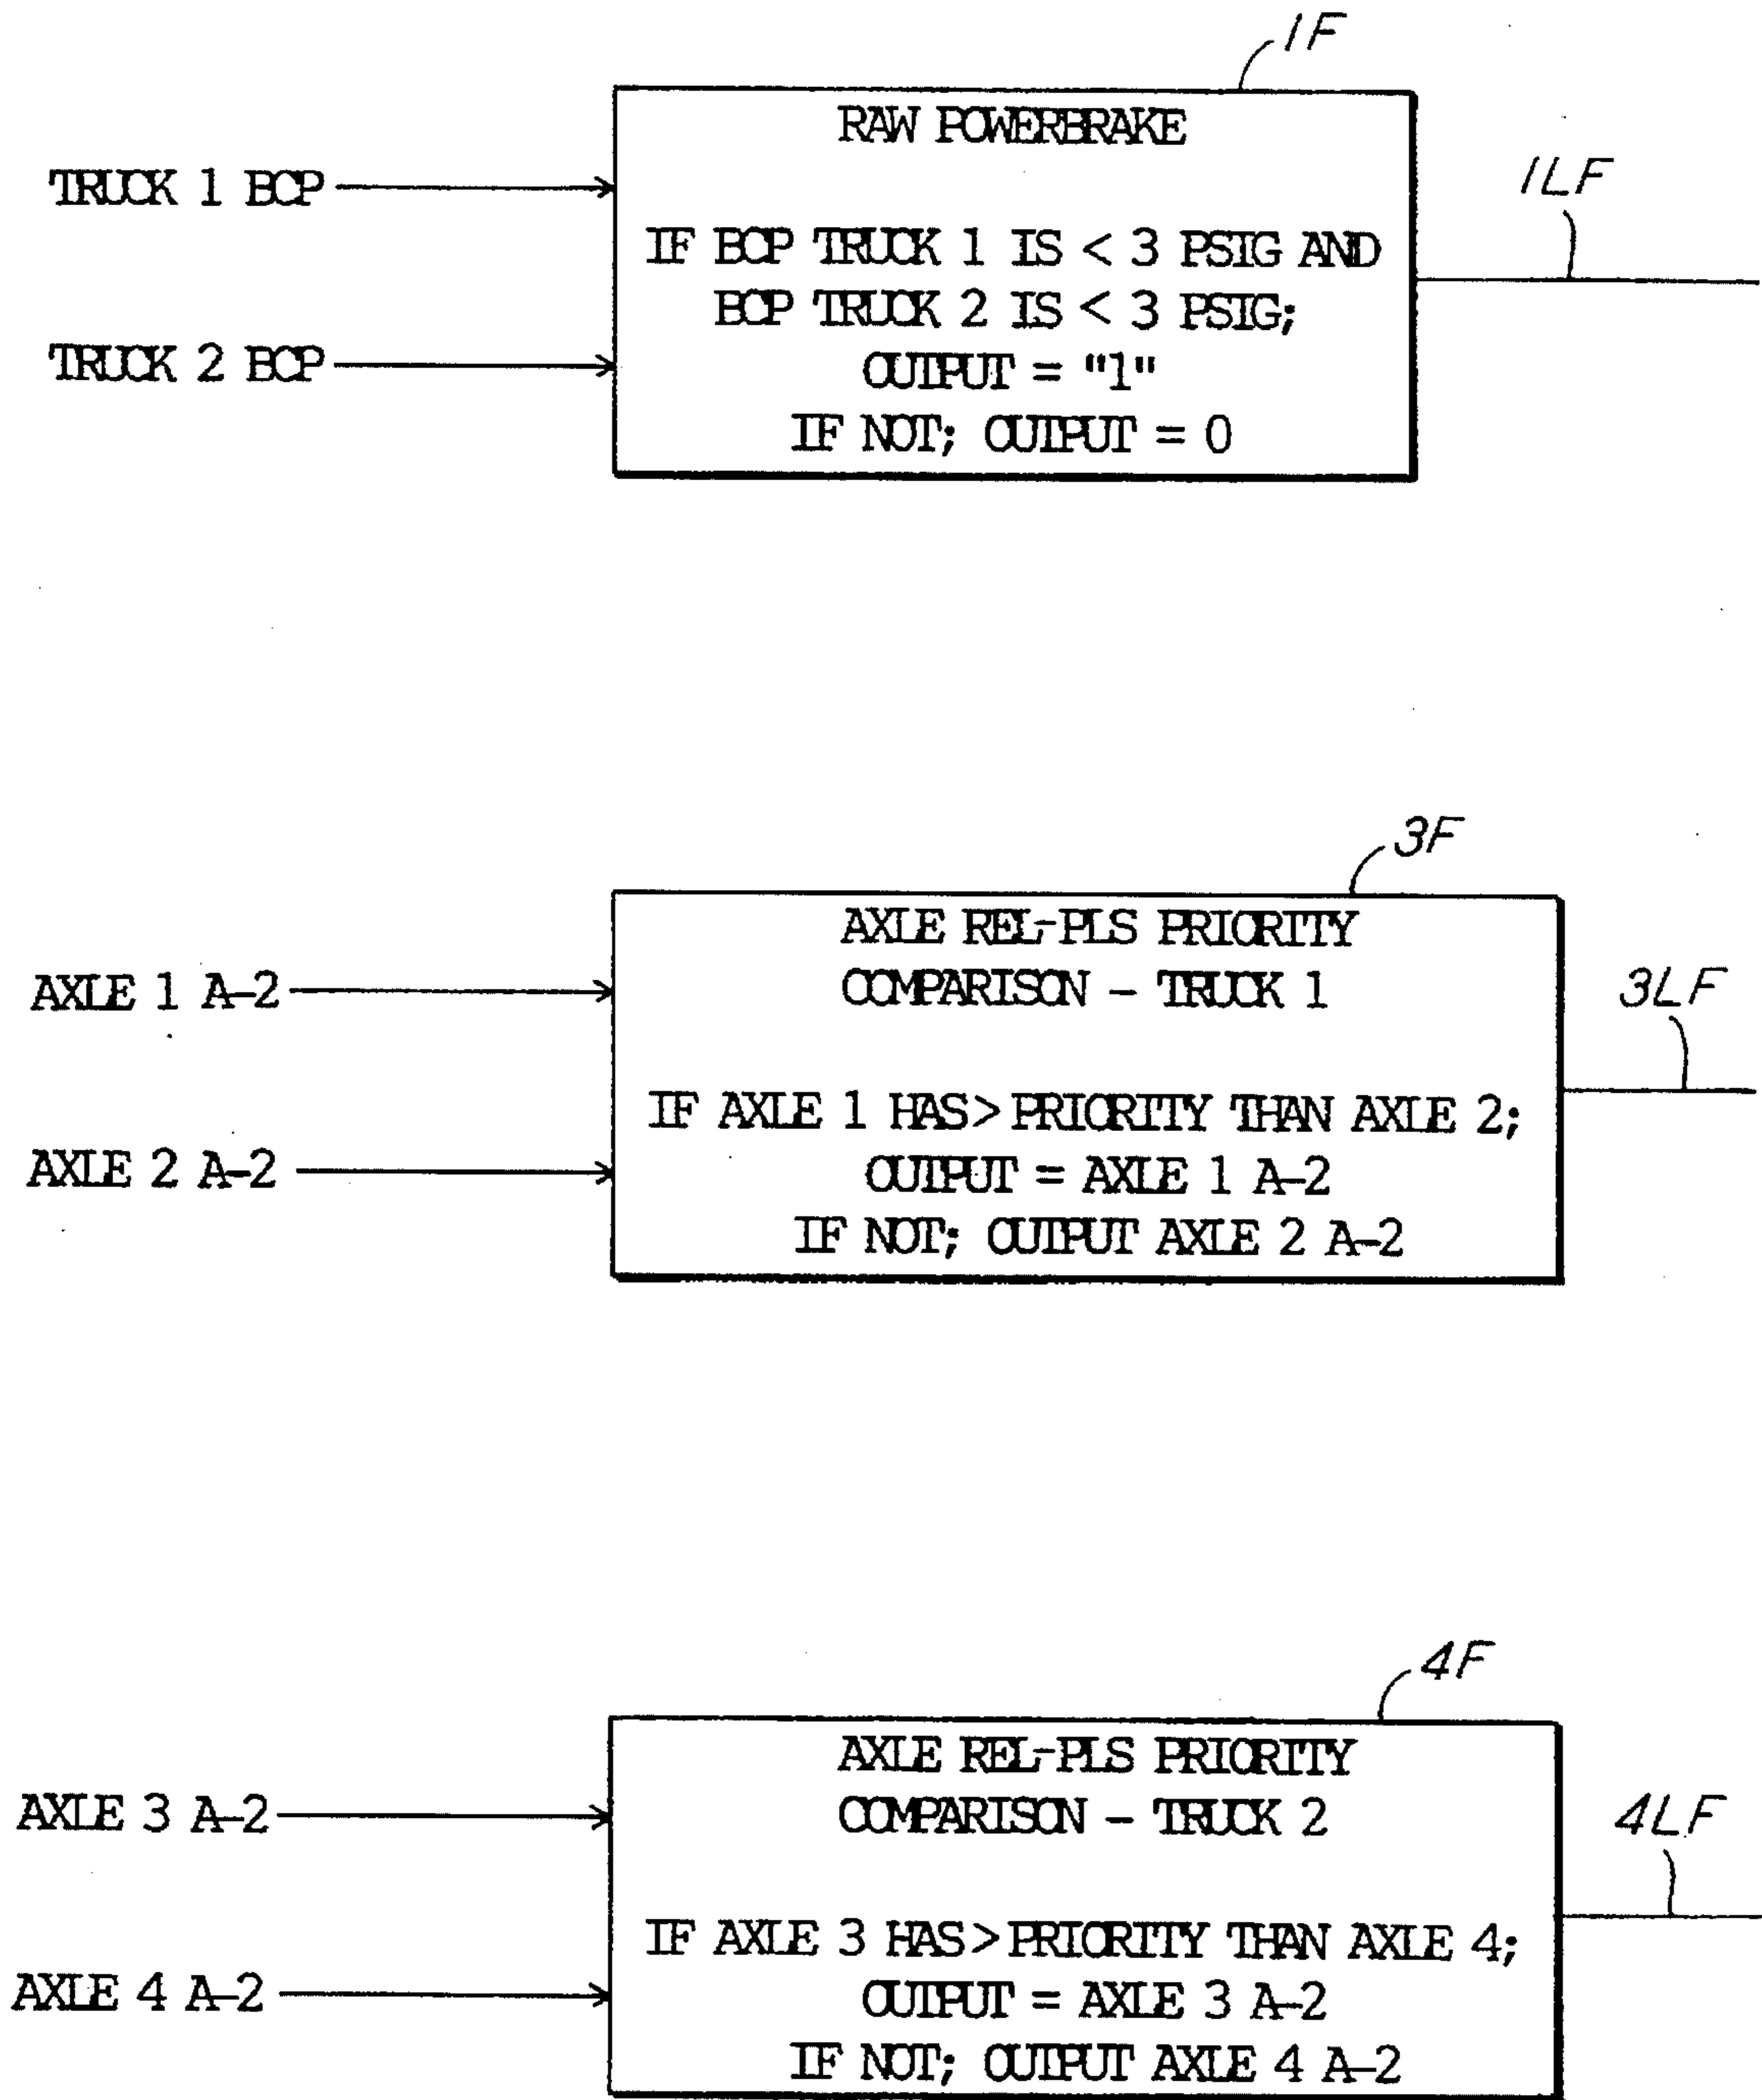 1F
RAW POWERBRAKE
TRUCK 1 BCP
1LF
IF BCP TRUCK 1 IS < 3 PSIG AND
BCP TRUCK 2 IS < 3 PSIG;
TRUCK 2 BCP
OUTPUT = "1"
IF NOT; OUTPUT = 0
3F
AXLE REL-PLS PRIORITY
COMPARISON - TRUCK 1
AXLE 1 A-2
3LF
IF AXLE 1 HAS > PRIORITY THAN AXLE 2;
AXLE 2 A-2
OUTPUT = AXLE 1 A-2
IF NOT; OUTPUT AXLE 2 A-2
4F
AXLE REL-PLS PRIORITY
COMPARISON - TRUCK 2
AXLE 3 A-2
4LF
IF AXLE 3 HAS > PRIORITY THAN AXLE 4;
AXLE 4 A-2
OUTPUT = AXLE 3 A-2
IF NOT; OUTPUT AXLE 4 A-2